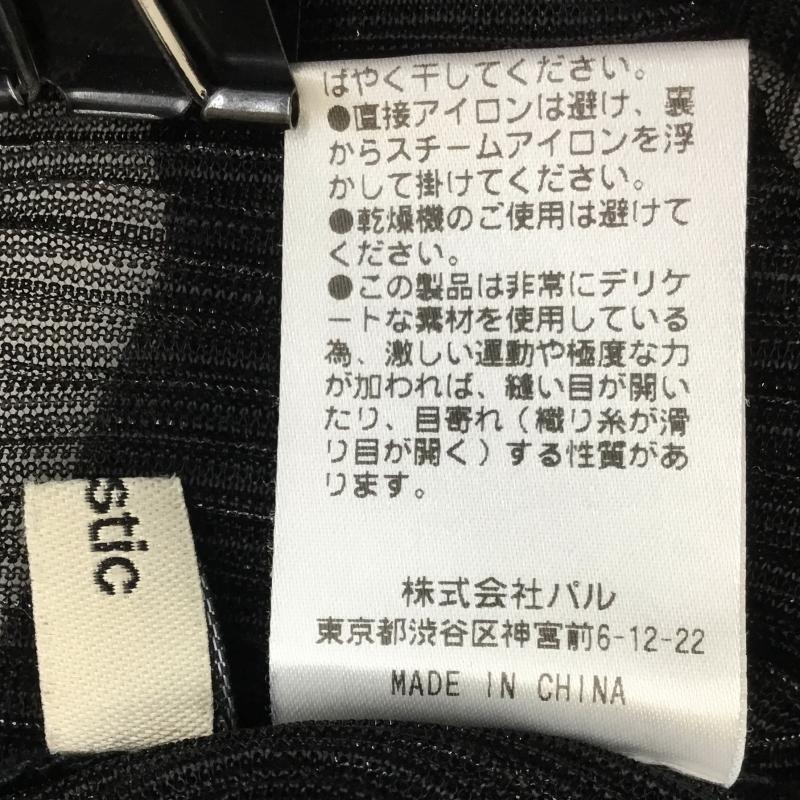 ばやく干してください。
●直接アイロンは避け、裏
からスチームアイロンを浮
かして掛けてください。
●乾燥機のご使用は避けて
ください。
●この製品は非常にデリケ
ートな素材を使用している
為、激しい運動や極度な力
が加われば、縫い目が開い
たり、目寄れ（織り糸が滑
り目が開く）する性質があ
ります。
株式会社パル
東京都渋谷区神宮前6-12-22
MADE IN CHINA
stic